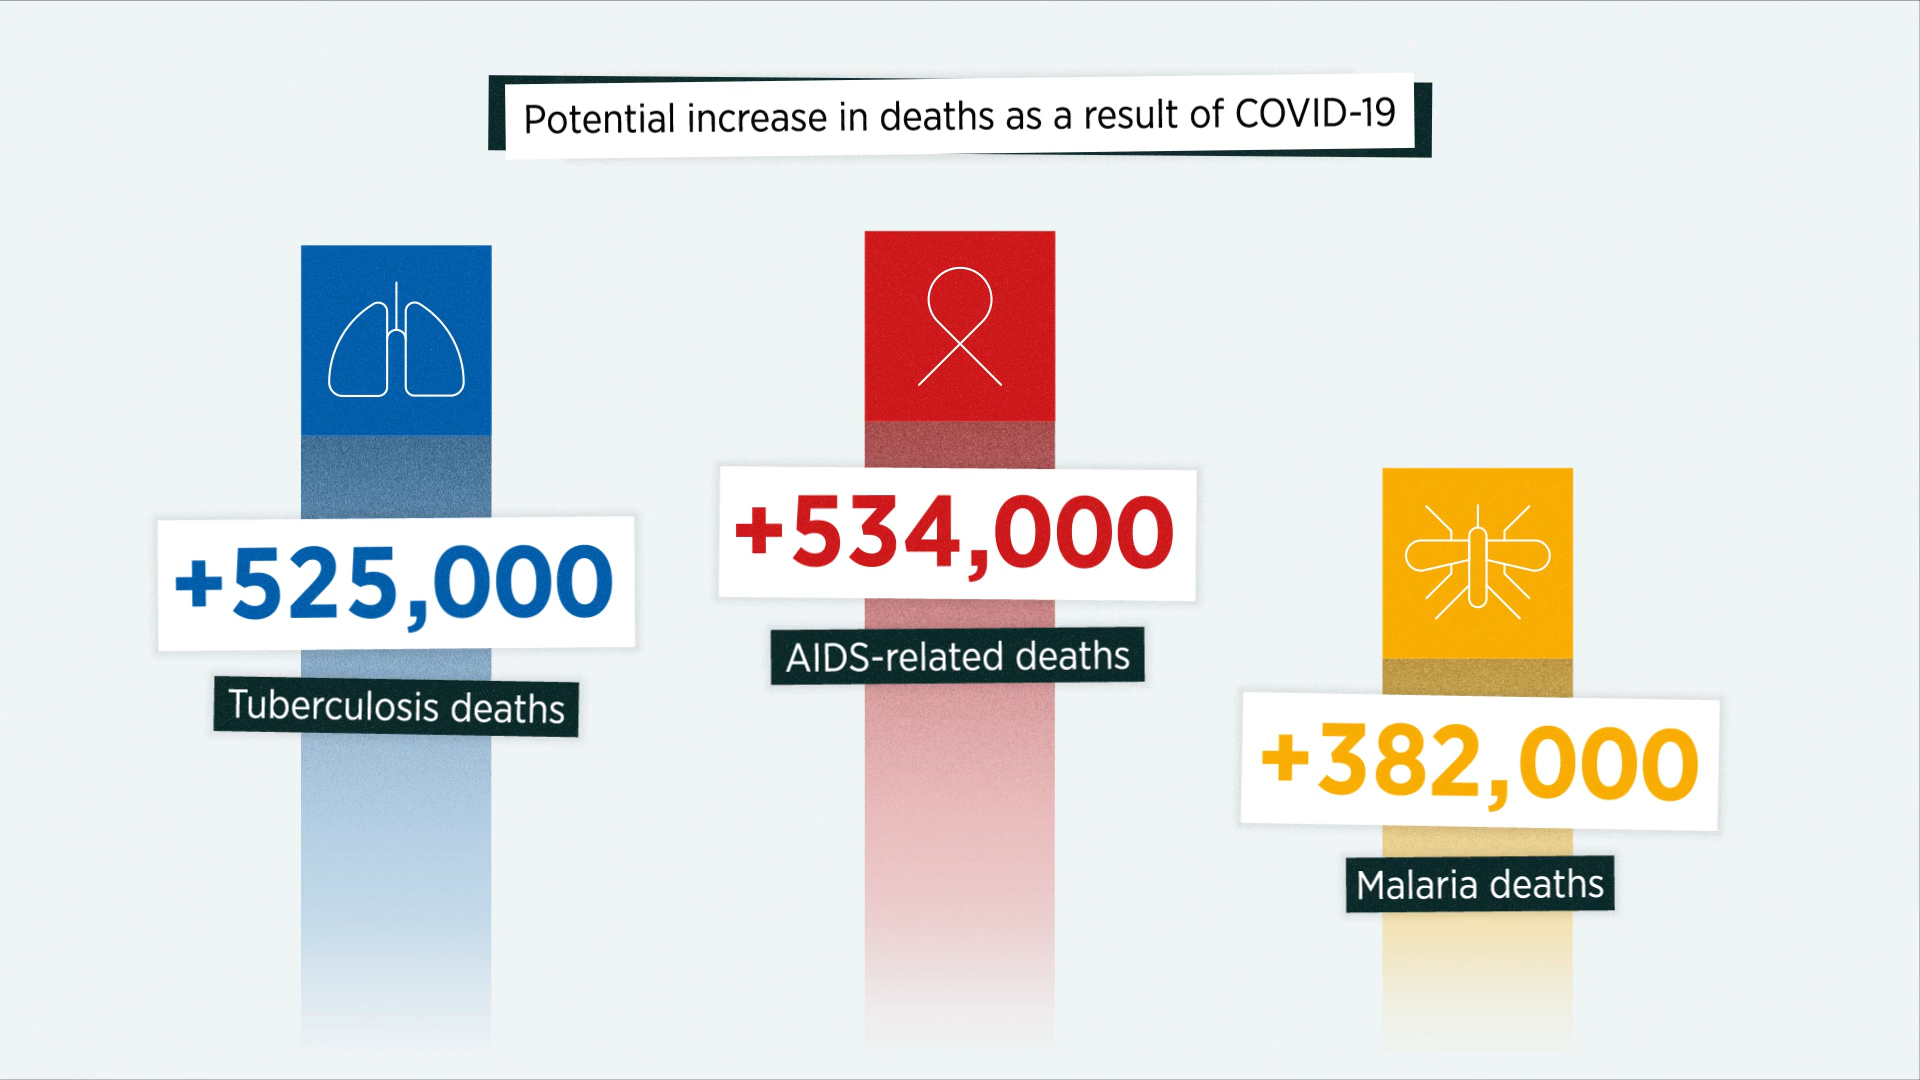 Potential increase in deaths as a result of COVID-19
+525,000
Tuberculosis deaths
+534,000
AIDS-related deaths
+382,000
Malaria deaths